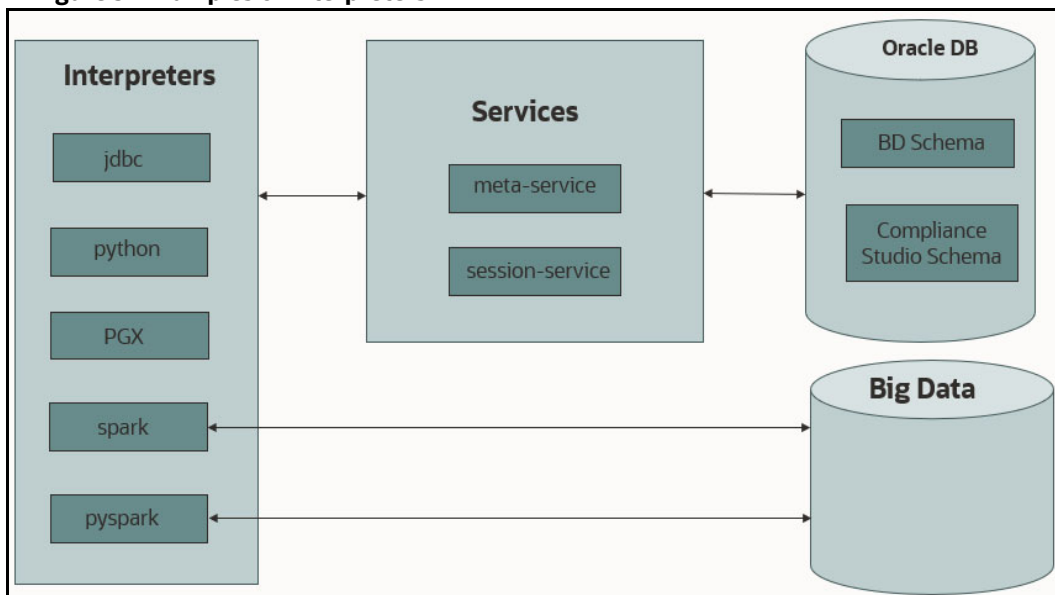 Interpreters
jdbc
python
PGX
spark
pyspark
Services
meta-service
session-service
Oracle DB
BD Schema
Compliance
Studio Schema
Big Data